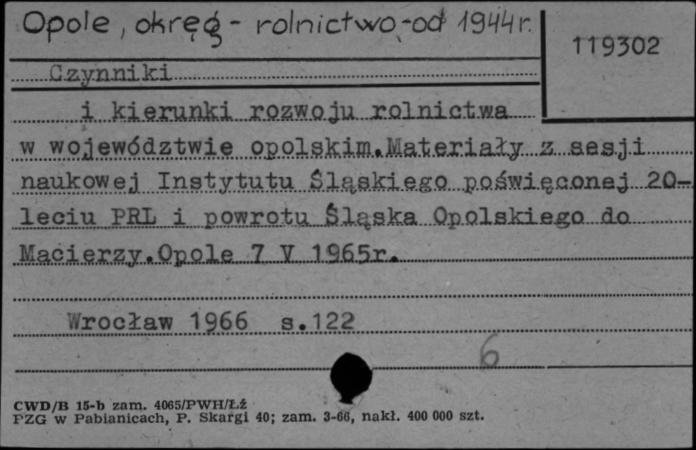 Opole, okręg - rolnictwo - od 1944r.
119302
Czynniki
i kierunki rozwoju rolnictwa
w województwie opolskim.Materiały z sesji
naukowej Instytutu Śląskiego poświęconej 20-
leciu PRL i powrotu Śląska Opolskiego do
Macierzy.Opole 7 V 1965r.
Wrocław 1966 s.122
6
CWD/B 15-b zam. 4065/PWH/Łź
PZG w Pabianicach, P. Skargi 40; zam. 3-66, nakł. 400 000 szt.